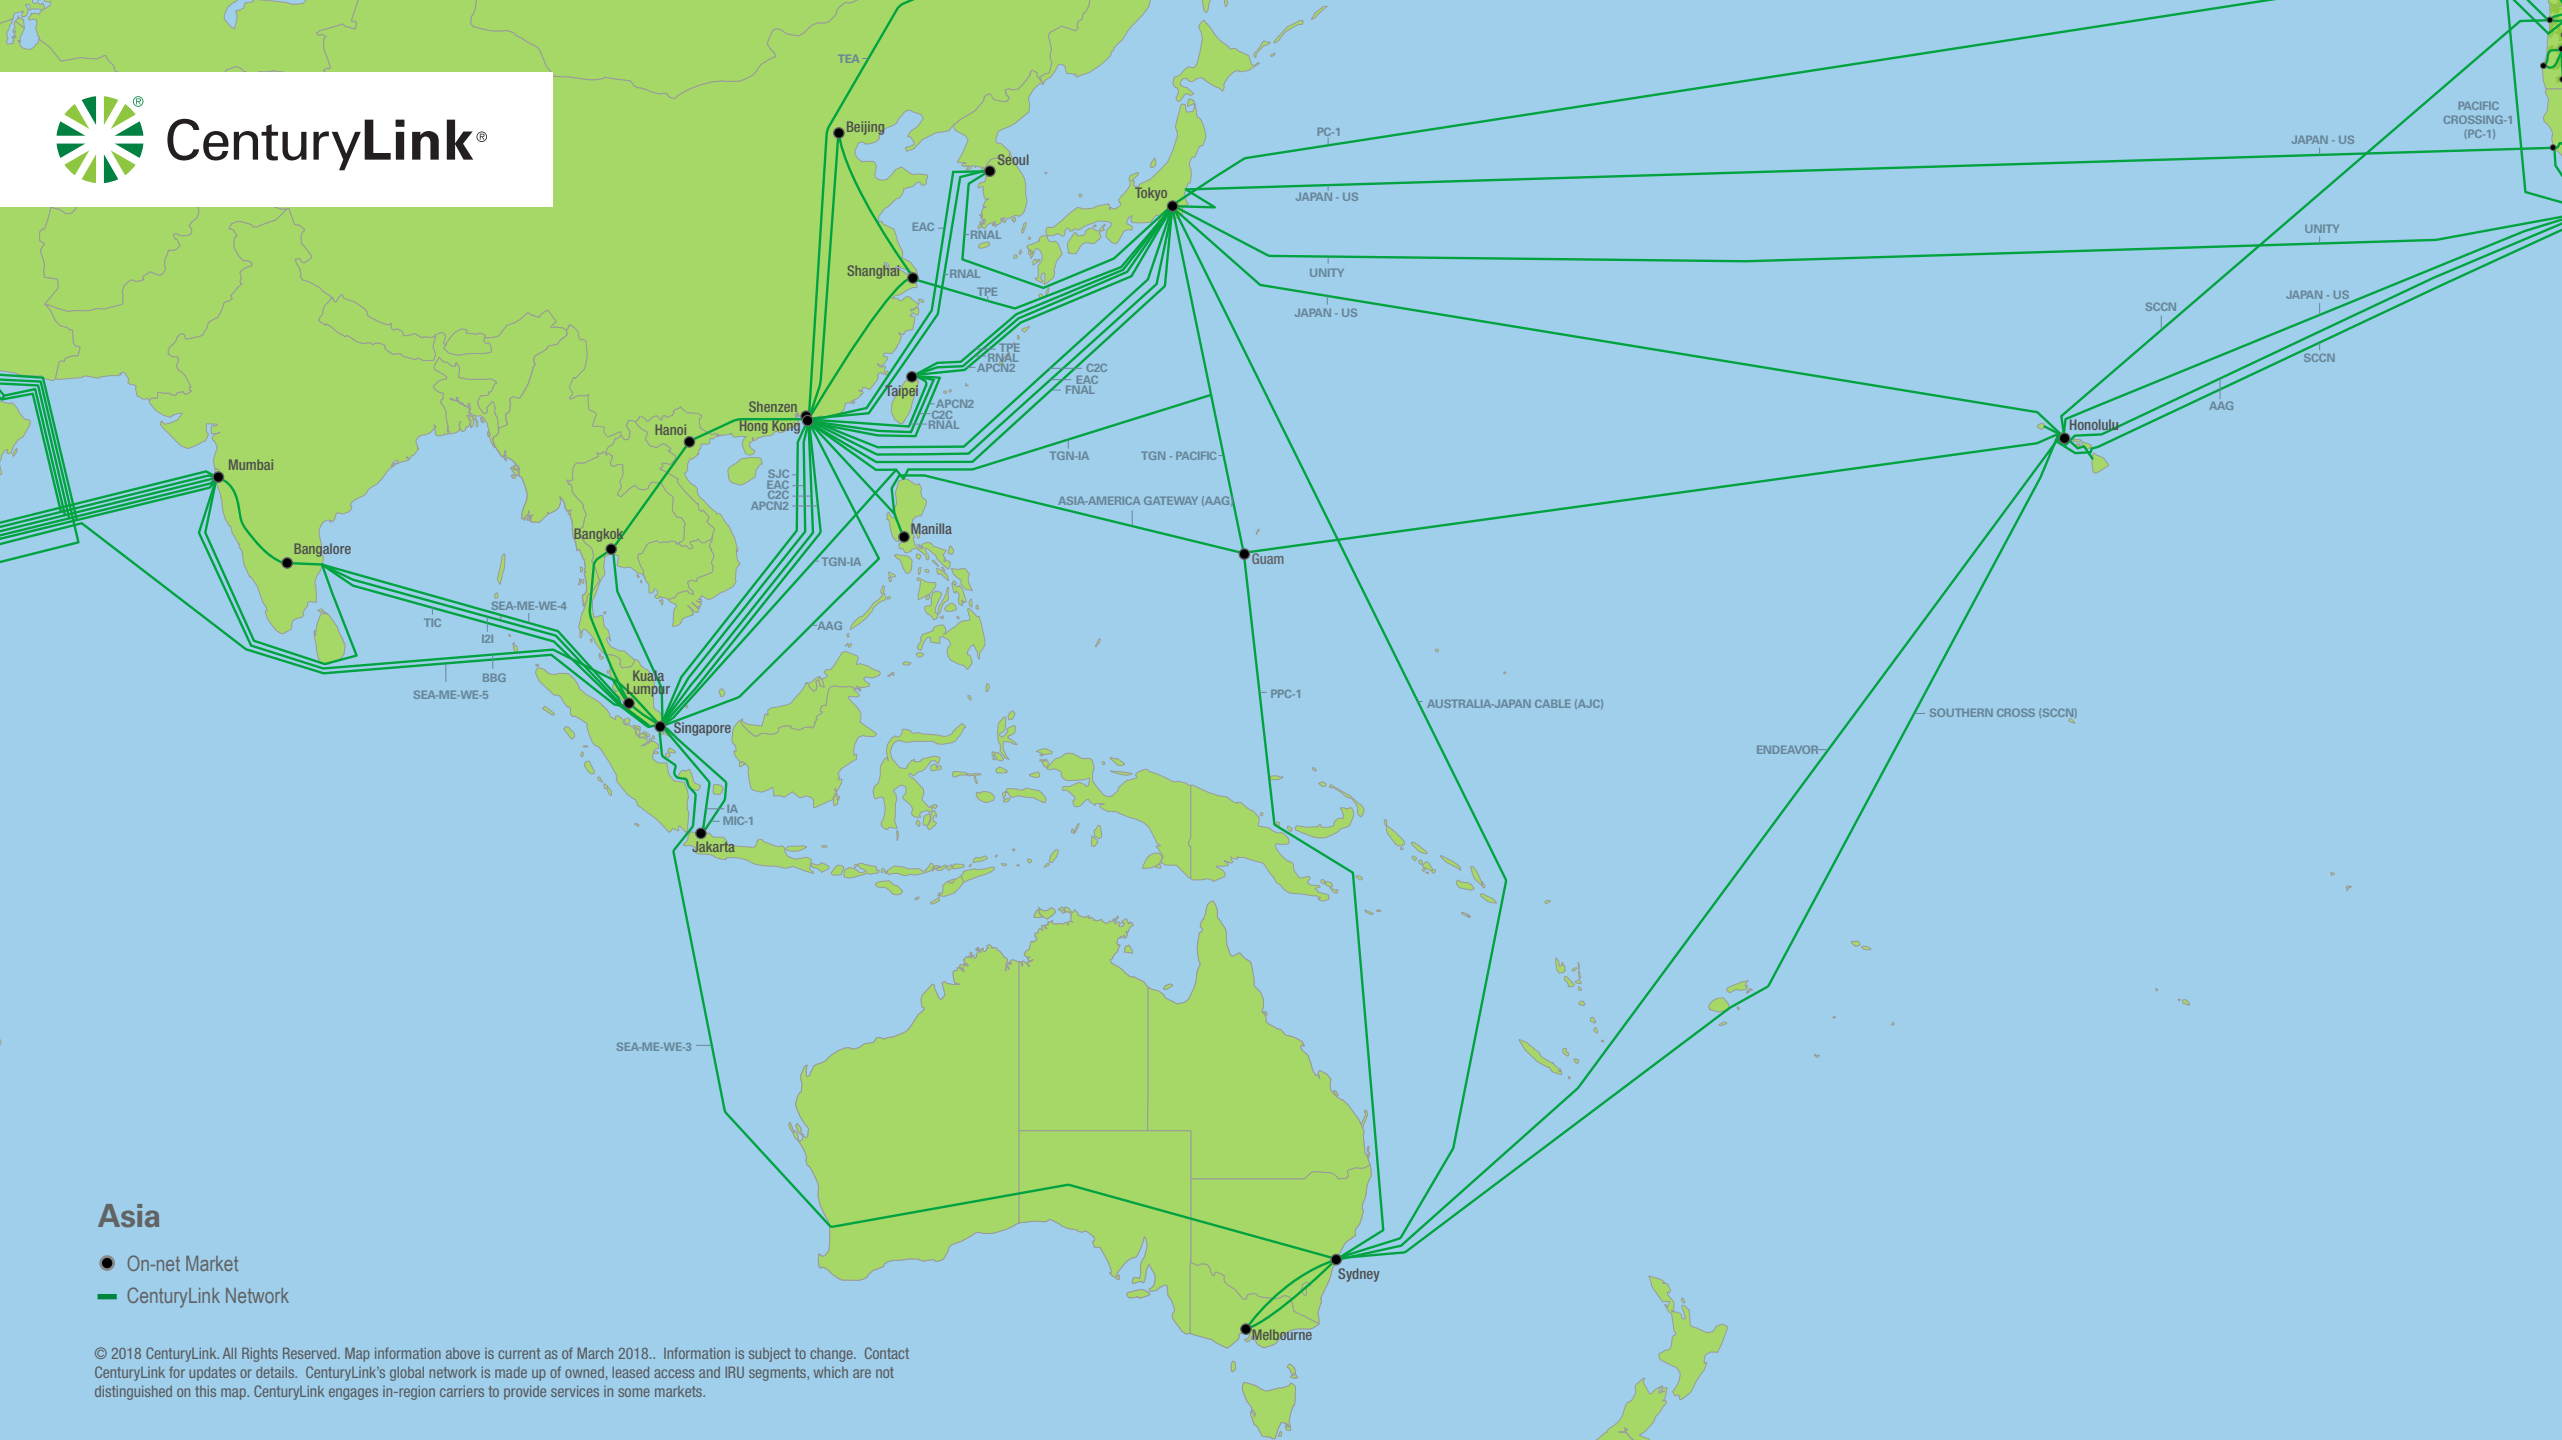 TEA
CenturyLink®
Beijing
Seoul
Tokyo
PC-1
PACIFIC
CROSSING-1
(PC-1)
JAPAN - US
JAPAN - US
EAC
RNAL
UNITY
Shanghai
RNAL
TPE
UNITY
JAPAN - US
SCCN
JAPAN - US
TPE
RNAL
APCN2
C2C
EAC
FNAL
SCCN
Taipei
APCN2
C2C
RNAL
AAG
Shenzen
Hong Kong
Hanoi
Honolulu
TGN-IA
TGN - PACIFIC
Mumbai
SJC
EAC
C2C
APCN2
ASIA-AMERICA GATEWAY (AAG)
Manilla
Bangkok
Bangalore
TGN-IA
Guam
SEA-ME-WE-4
TIC
I2I
AAG
BBG
SEA-ME-WE-5
Kuala
Lumpur
PPC-1
AUSTRALIA-JAPAN CABLE (AJC)
SOUTHERN CROSS (SCCN)
Singapore
ENDEAVOR
IA
MIC-1
Jakarta
SEA-ME-WE-3
Sydney
Melbourne
Asia
On-net Market
CenturyLink Network
© 2018 CenturyLink. All Rights Reserved. Map information above is current as of March 2018.. Information is subject to change. Contact
CenturyLink for updates or details. CenturyLink's global network is made up of owned, leased access and IRU segments, which are not
distinguished on this map. CenturyLink engages in-region carriers to provide services in some markets.